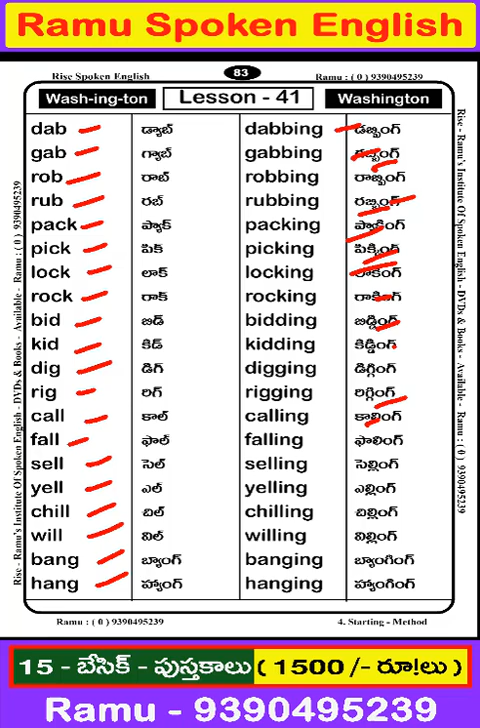 Ramu Spoken English
Rise Spoken English 83 Ramu : ( 0 ) 9390495239
Wash-ing-ton Lesson - 41 Washington
dab డ్యాబ్ dabbing డబ్బింగ్
gab గ్యాబ్ gabbing గబ్బింగ్
rob రాబ్ robbing రాబ్బింగ్
rub రబ్ rubbing రబ్బింగ్
pack ప్యాక్ packing ప్యాకింగ్
pick పిక్ picking పిక్కింగ్
lock లాక్ locking లాకింగ్
rock రాక్ rocking రాకింగ్
bid బిడ్ bidding బిడ్డింగ్
kid కిడ్ kidding కిడ్డింగ్
dig డిగ్ digging డిగ్గింగ్
rig రిగ్ rigging రిగ్గింగ్
call కాల్ calling కాలింగ్
fall ఫాల్ falling ఫాలింగ్
sell సెల్ selling సెల్లింగ్
yell ఎల్ yelling ఎల్లింగ్
chill చిల్ chilling చిల్లింగ్
will విల్ willing విల్లింగ్
bang బ్యాంగ్ banging బ్యాంగింగ్
hang హ్యాంగ్ hanging హ్యాంగింగ్
Rise - Ramu's Institute Of Spoken English - DVDs & Books - Available - Ramu : ( 0 ) 9390495239
Rise - Ramu's Institute Of Spoken English - DVDs & Books - Available - Ramu : ( 0 ) 9390495239
Ramu : ( 0 ) 9390495239 4. Starting - Method
15 - బేసిక్ - పుస్తకాలు ( 1500 /- రూ!లు )
Ramu - 9390495239